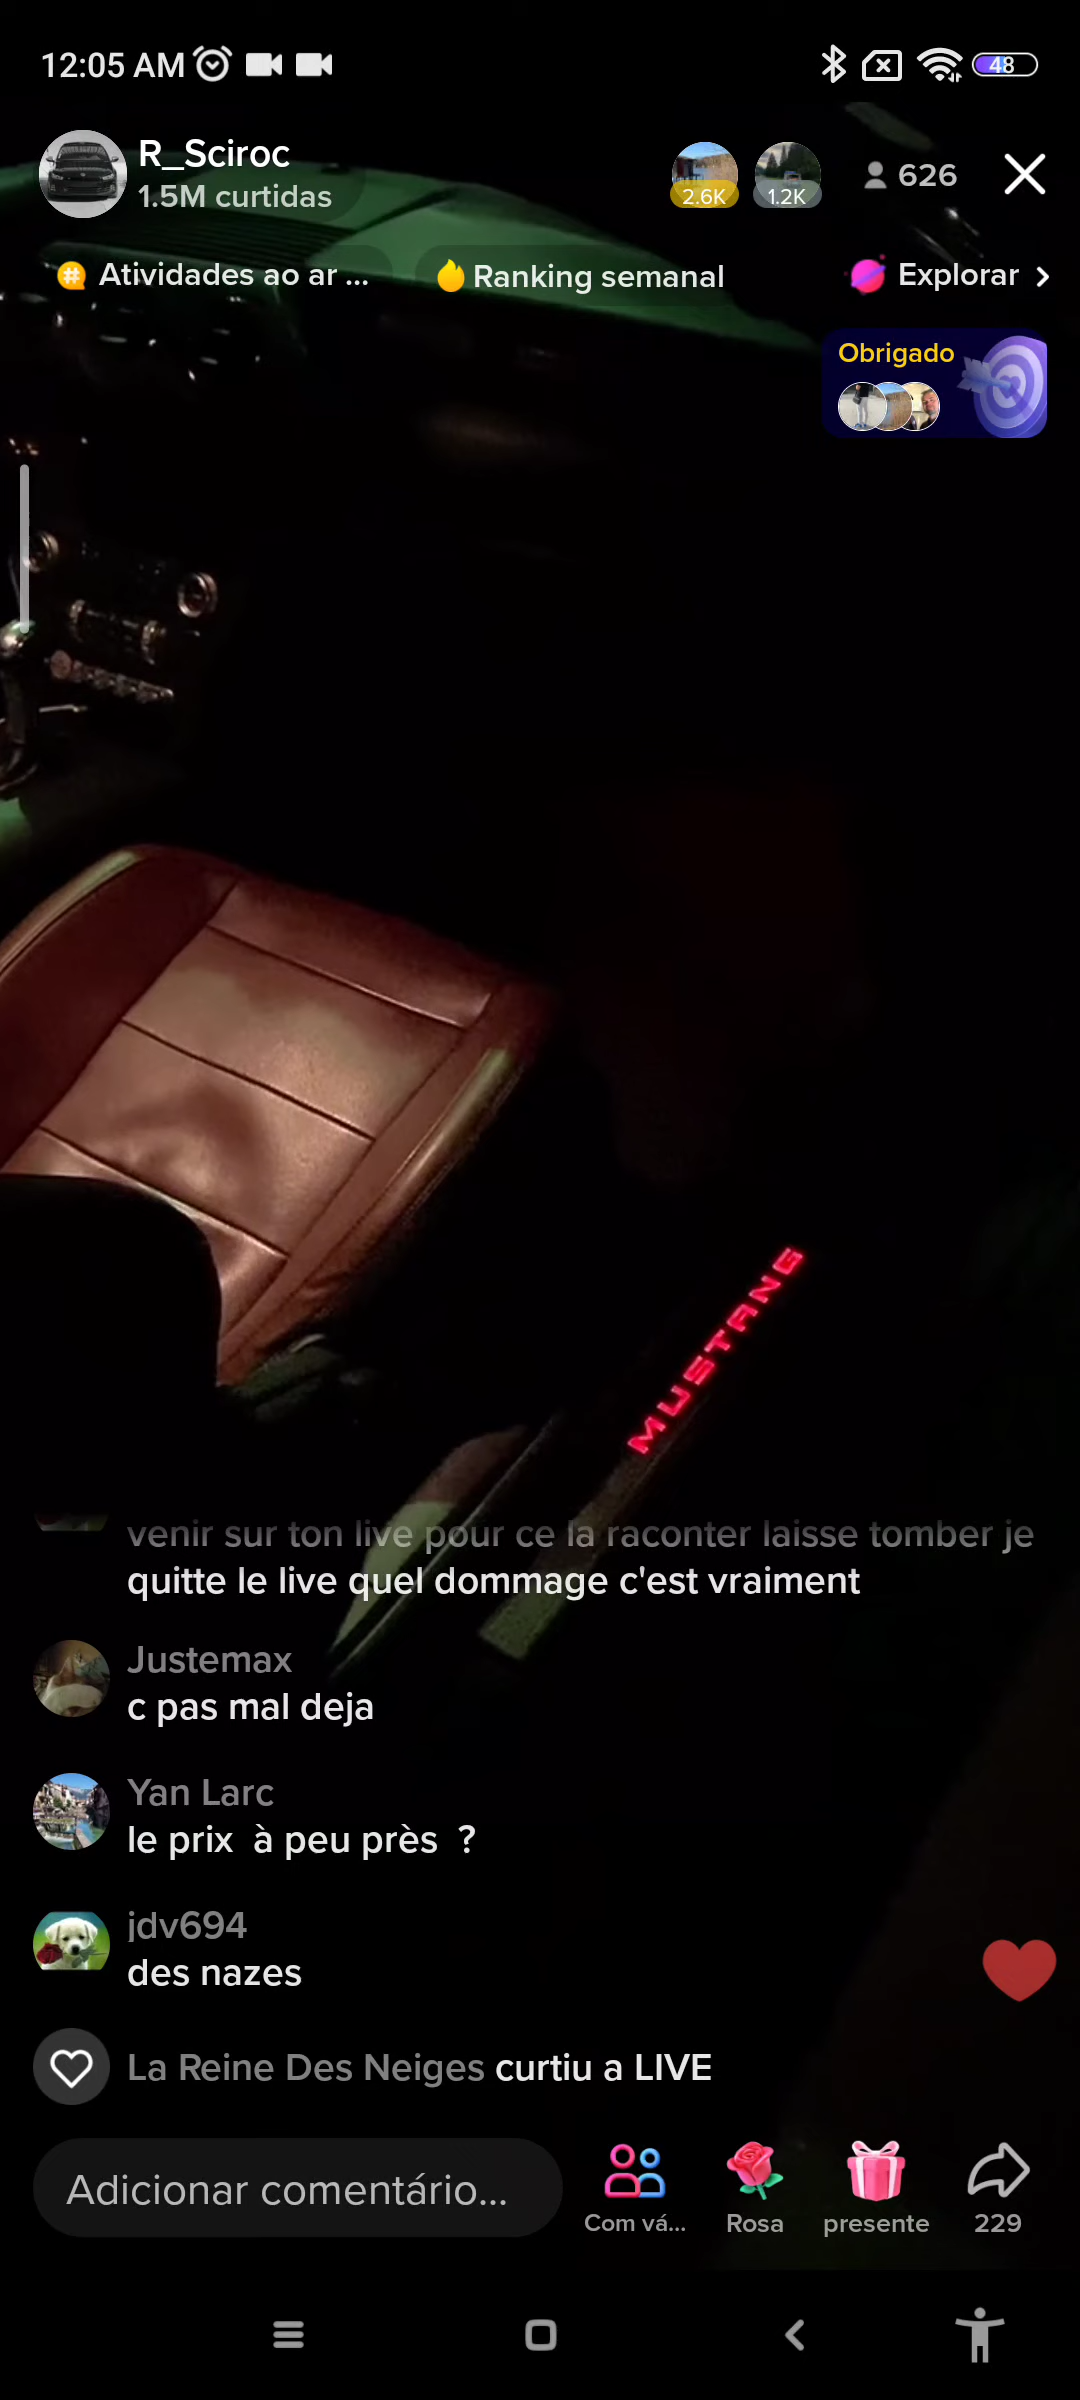 12:05 AM
48
R_Sciroc
1.5M curtidas
2.6K
1.2K
626
Atividades ao ar ...
Ranking semanal
Explorar
Obrigado
MUSTANG
venir sur ton live pour ce la raconter laisse tomber je
quitte le live quel dommage c'est vraiment
Justemax
c pas mal deja
Yan Larc
le prix à peu près ?
jdv694
des nazes
La Reine Des Neiges curtiu a LIVE
Adicionar comentário...
Com vá...
Rosa
presente
229